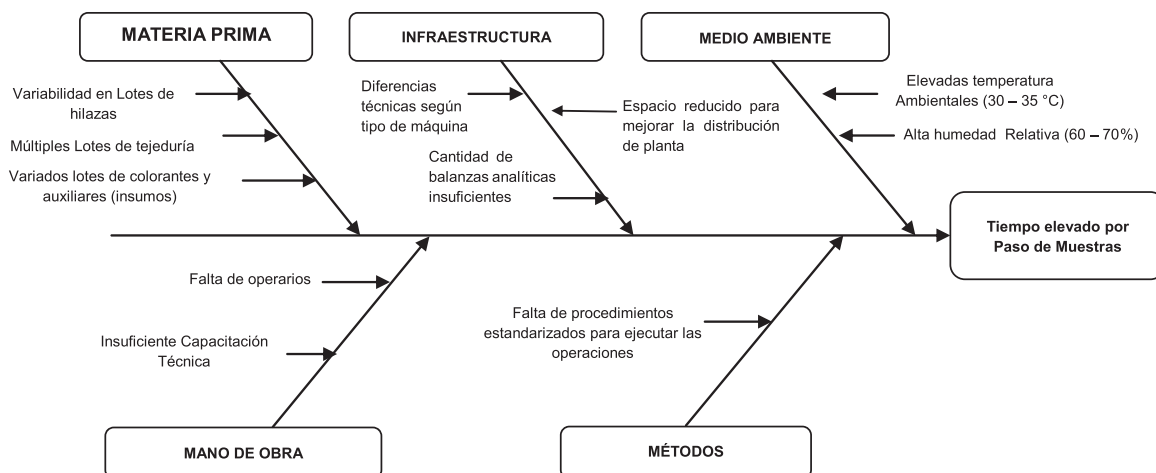 MATERIA PRIMA
INFRAESTRUCTURA
MEDIO AMBIENTE
Variabilidad en Lotes de
hilazas
Múltiples Lotes de tejeduría
Variados lotes de colorantes y
auxiliares (insumos)
Diferencias
técnicas según
tipo de máquina
Espacio reducido para
mejorar la distribución
de planta
Cantidad de
balanzas analíticas
insuficientes
Elevadas temperatura
Ambientales (30 – 35 °C)
Alta humedad Relativa (60 – 70%)
Tiempo elevado por
Paso de Muestras
Falta de operarios
Insuficiente Capacitación
Técnica
Falta de procedimientos
estandarizados para ejecutar las
operaciones
MANO DE OBRA
MÉTODOS